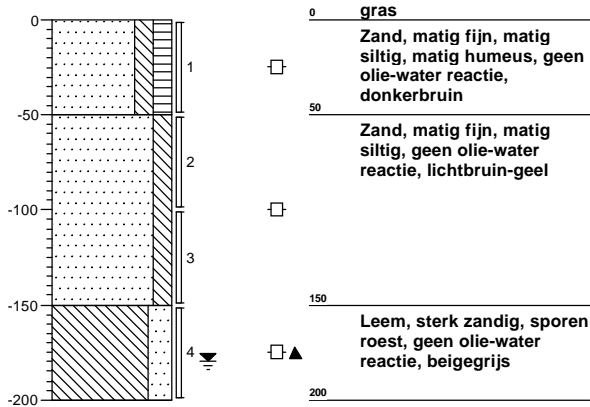 0
0 gras
Zand, matig fijn, matig
siltig, matig humeus, geen
olie-water reactie,
donkerbruin
1
-50
50
Zand, matig fijn, matig
siltig, geen olie-water
reactie, lichtbruin-geel
2
-100
3
-150
150
Leem, sterk zandig, sporen
roest, geen olie-water
reactie, beigegrijs
4
-200
200